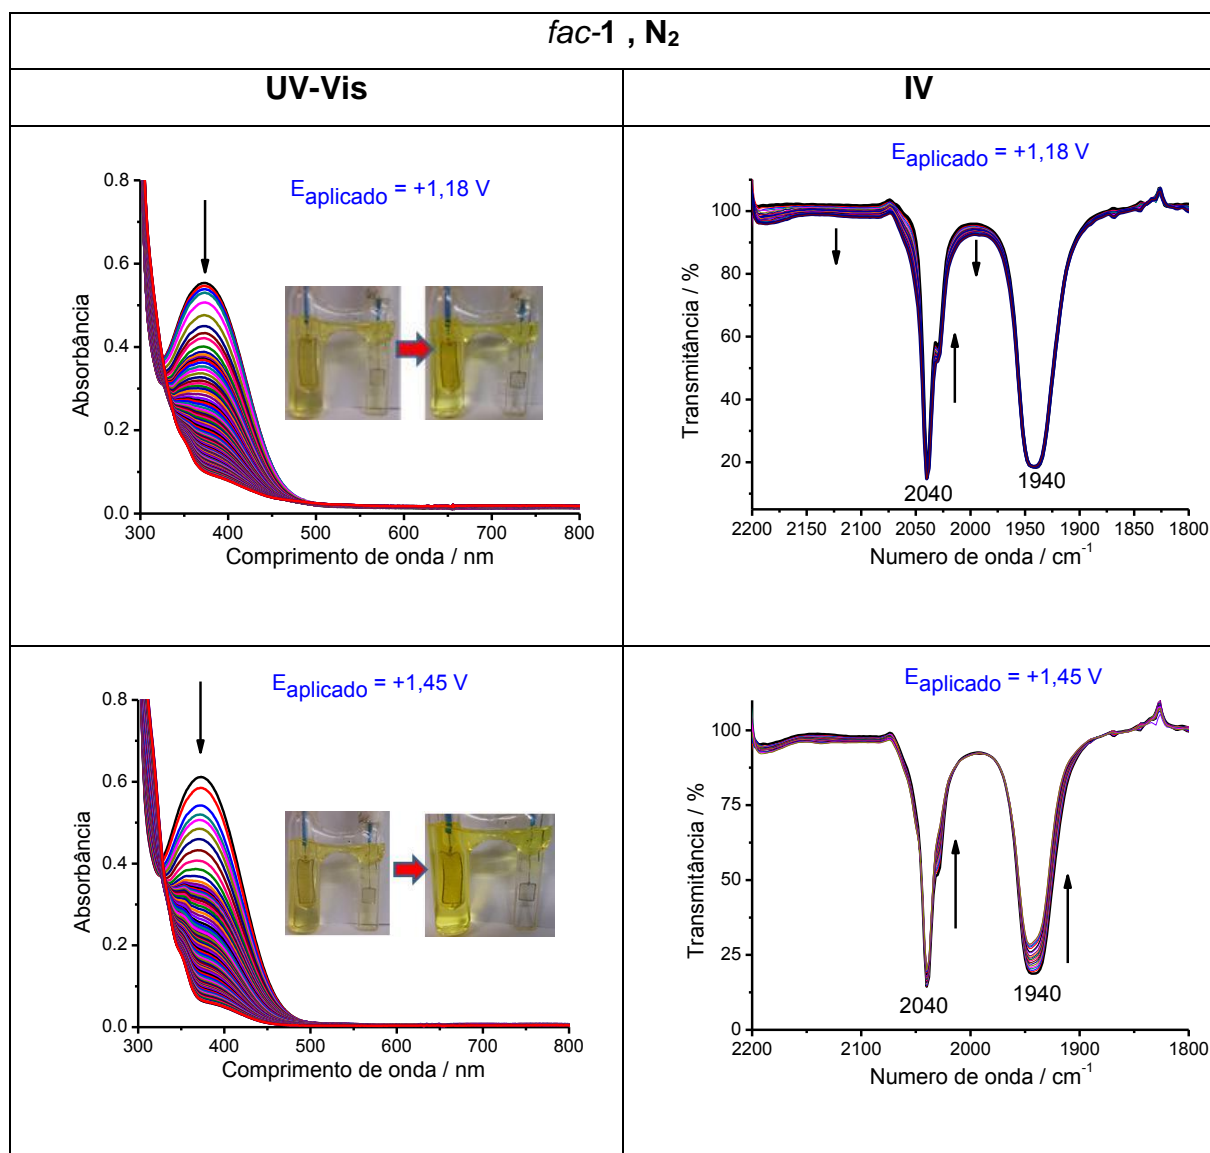 fac-1 , N₂
UV-Vis
IV
E aplicado = +1,18 V
0.8
0.6
0.4
0.2
0.0
Absorbância
300 400 500 600 700 800
Comprimento de onda / nm
E aplicado = +1,18 V
100
80
60
40
20
Transmitância / %
2040
1940
2200 2150 2100 2050 2000 1950 1900 1850 1800
Numero de onda / cm⁻¹
E aplicado = +1,45 V
0.8
0.6
0.4
0.2
0.0
Absorbância
300 400 500 600 700 800
Comprimento de onda / nm
E aplicado = +1,45 V
100
75
50
25
0
Transmitância / %
2040
1940
2200 2100 2000 1900 1800
Numero de onda / cm⁻¹